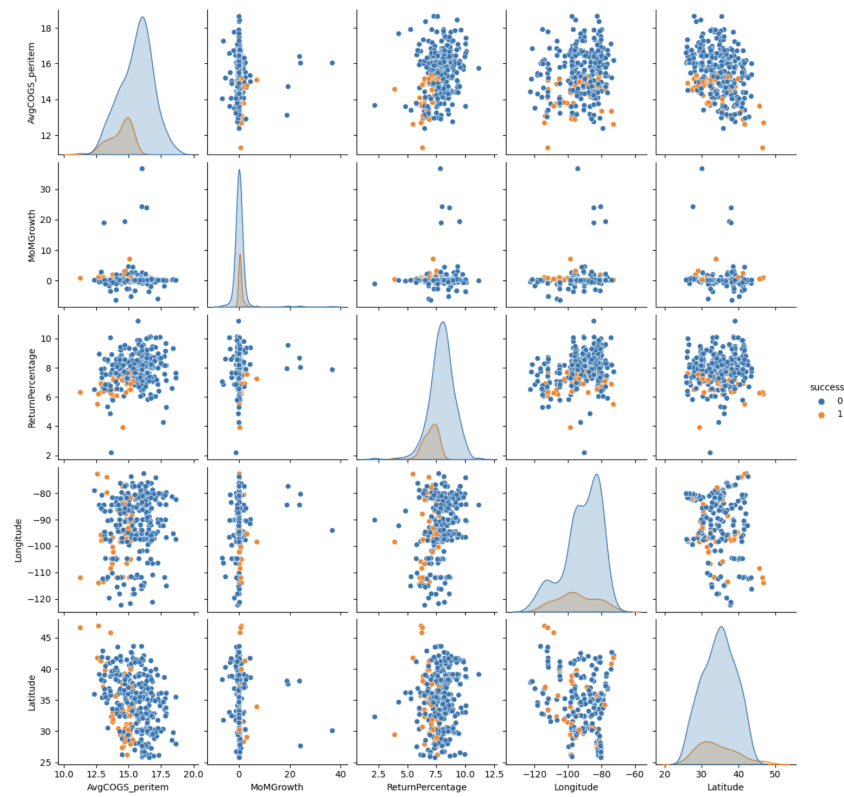 18
16
14
12
AvgCOGS_peritem
30
20
10
0
MoMGrowth
10
8
6
4
2
ReturnPercentage
success
0
1
−80
−90
−100
−110
−120
Longitude
45
40
35
30
25
Latitude
10.0 12.5 15.0 17.5 20.0
AvgCOGS_peritem
0 20 40
MoMGrowth
2.5 5.0 7.5 10.0 12.5
ReturnPercentage
−120 −100 −80 −60
Longitude
20 30 40 50
Latitude